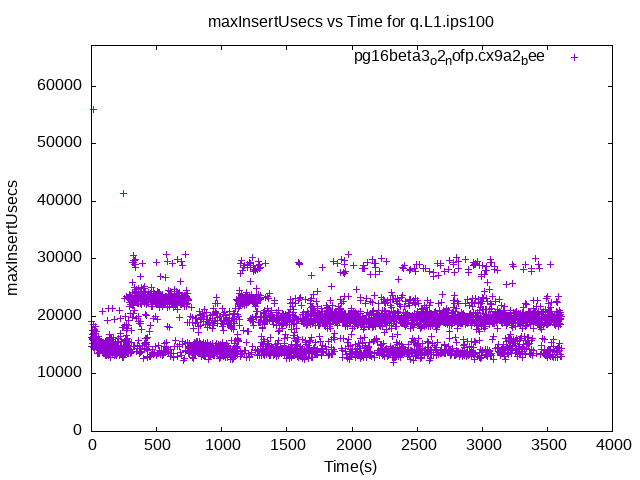 maxInsertUsecs vs Time for q.L1.ips100
pg16beta3o2nofp.cx9a2bee
60000
50000
40000
30000
20000
10000
0
maxInsertUsecs
0 500 1000 1500 2000 2500 3000 3500 4000
Time(s)